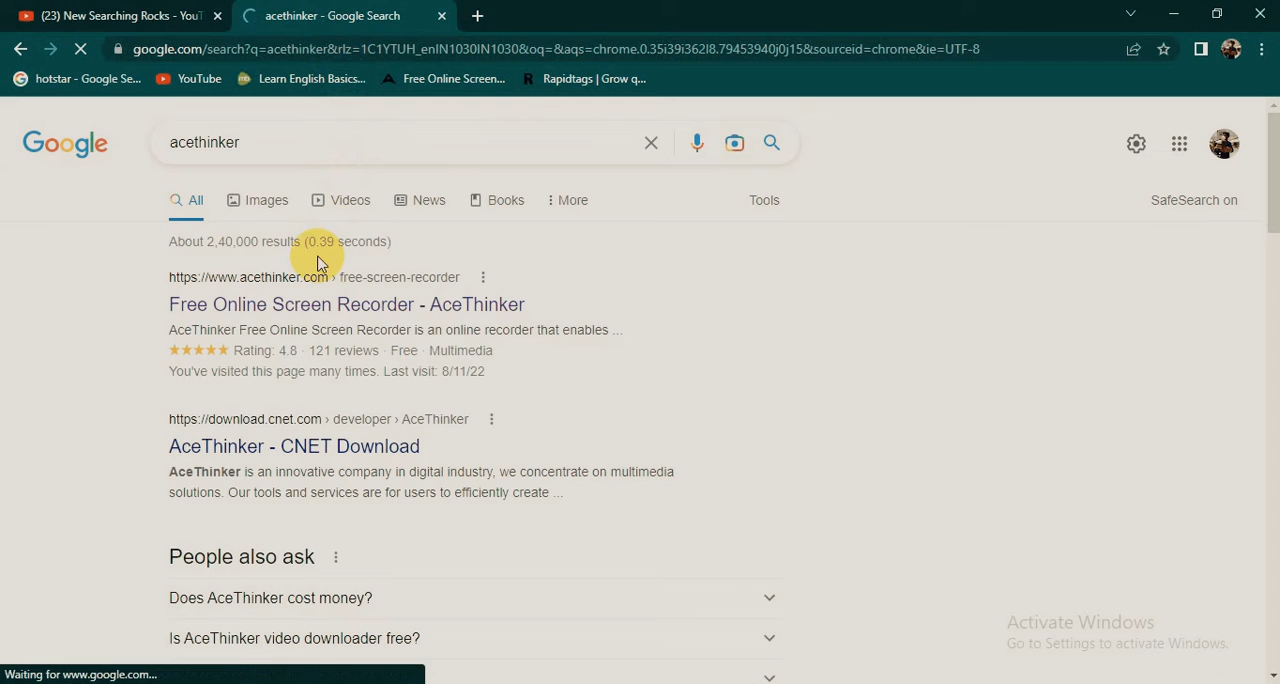 (23) New Searching Rocks - YouT
acethinker - Google Search
google.com/search?q=acethinker&rlz=1C1YTUH_enIN1030IN1030&oq=&aqs=chrome.0.35i39i362l8.79453940j0j15&sourceid=chrome&ie=UTF-8
hotstar - Google Se...
YouTube
Learn English Basics...
Free Online Screen...
Rapidtags | Grow q...
Google
acethinker
All
Images
Videos
News
Books
More
Tools
SafeSearch on
About 2,40,000 results (0.39 seconds)
https://www.acethinker.com › free-screen-recorder
Free Online Screen Recorder - AceThinker
AceThinker Free Online Screen Recorder is an online recorder that enables ...
★★★★★ Rating: 4.8 · 121 reviews · Free · Multimedia
You've visited this page many times. Last visit: 8/11/22
https://download.cnet.com › developer › AceThinker
AceThinker - CNET Download
AceThinker is an innovative company in digital industry, we concentrate on multimedia
solutions. Our tools and services are for users to efficiently create ...
People also ask
Does AceThinker cost money?
Is AceThinker video downloader free?
Activate Windows
Go to Settings to activate Windows.
Waiting for www.google.com...